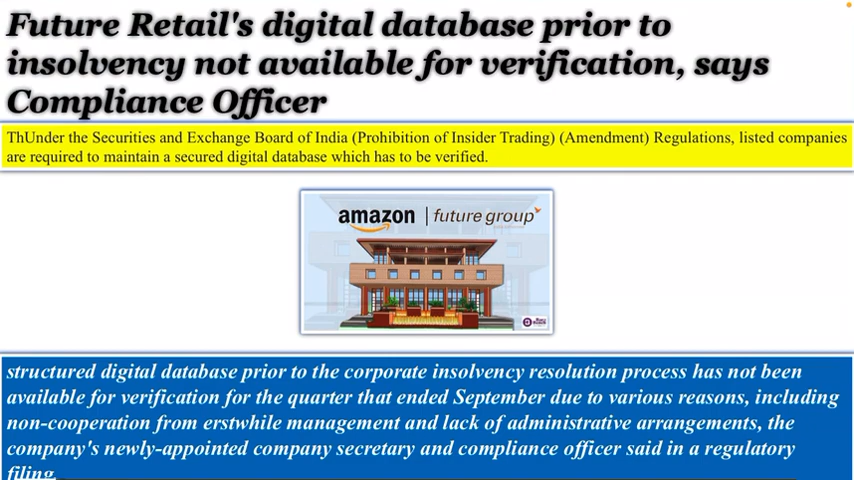 Future Retail's digital database prior to
insolvency not available for verification, says
Compliance Officer
ThUnder the Securities and Exchange Board of India (Prohibition of Insider Trading) (Amendment) Regulations, listed companies
are required to maintain a secured digital database which has to be verified.
amazon | future group
structured digital database prior to the corporate insolvency resolution process has not been
available for verification for the quarter that ended September due to various reasons, including
non-cooperation from erstwhile management and lack of administrative arrangements, the
company's newly-appointed company secretary and compliance officer said in a regulatory
filing.